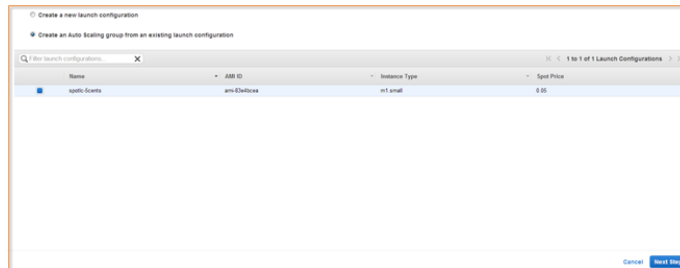 Create a new launch configuration
Create an Auto Scaling group from an existing launch configuration
Filter launch configurations... X
1 to 1 of 1 Launch Configurations
Name AMI ID Instance Type Spot Price
spotlc-5cents ami-83e4bcea m1.small 0.05
Cancel Next Step